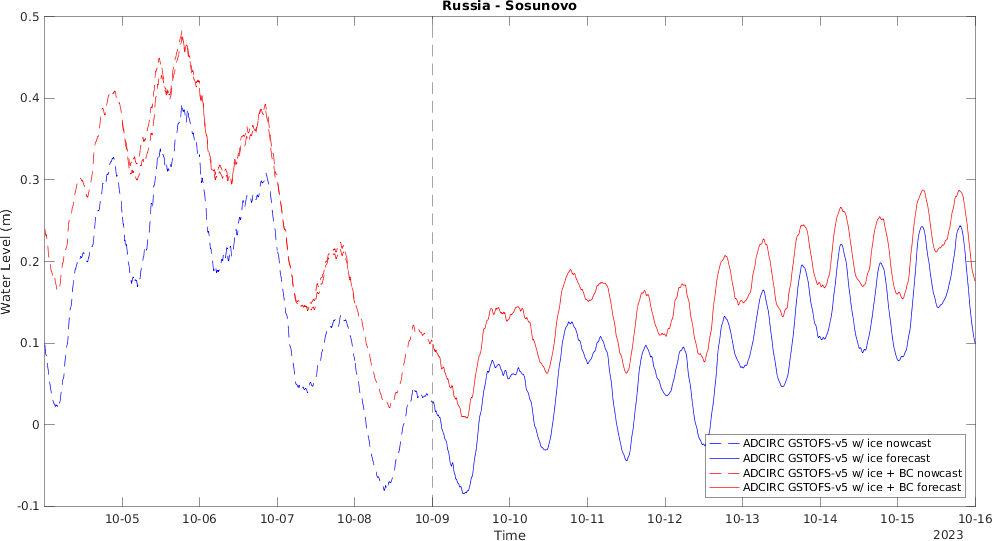 Russia - Sosunovo
0.5
0.4
0.3
0.2
0.1
0
-0.1
Water Level (m)
ADCIRC GSTOFS-v5 w/ ice nowcast
ADCIRC GSTOFS-v5 w/ ice forecast
ADCIRC GSTOFS-v5 w/ ice + BC nowcast
ADCIRC GSTOFS-v5 w/ ice + BC forecast
10-05 10-06 10-07 10-08 10-09 10-10 10-11 10-12 10-13 10-14 10-15 10-16
Time
2023